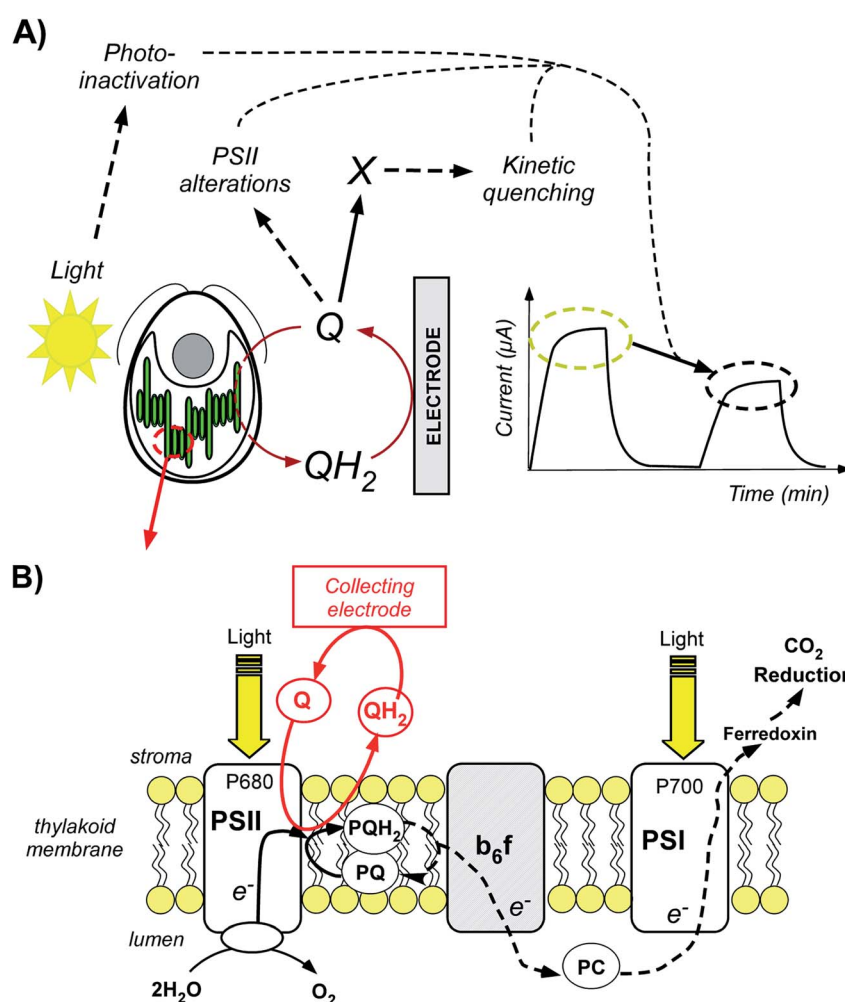 A)
Photo-
inactivation
PSII
alterations
X
Kinetic
quenching
Light
Q
QH₂
ELECTRODE
Current (µA)
Time (min)
B)
Collecting
electrode
Light
Light
CO₂
Reduction
Q
QH₂
Ferredoxin
stroma
P680
P700
PSII
PQH₂
b₆f
PSI
thylakoid
membrane
PQ
e⁻
e⁻
e⁻
lumen
PC
2H₂O
O₂